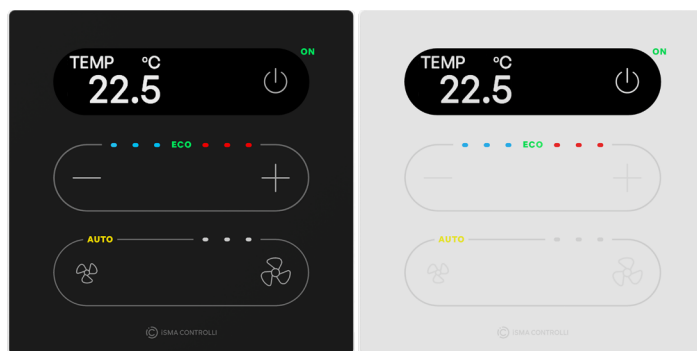 ON
TEMP °C
22.5
ECO
AUTO
iSMA CONTROLLI
ON
TEMP °C
22.5
ECO
AUTO
iSMA CONTROLLI